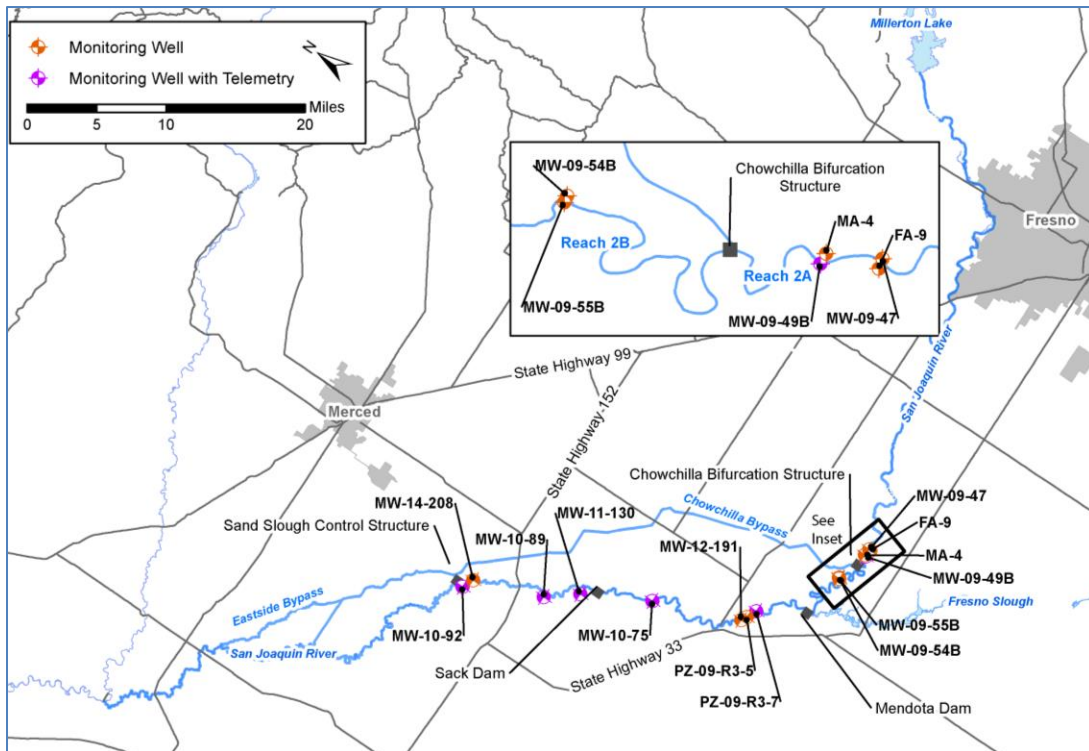 Millerton Lake
Monitoring Well
N
Monitoring Well with Telemetry
Miles
0 5 10 20
MW-09-54B
Chowchilla Bifurcation
Structure
MA-4
FA-9
Fresno
Reach 2B
Reach 2A
MW-09-55B
MW-09-49B
MW-09-47
San Joaquin River
State Highway 99
Merced
State Highway 152
Chowchilla Bifurcation Structure
MW-14-208
Sand Slough Control Structure
MW-11-130
MW-10-89
Chowchilla Bypass
See
Inset
MW-09-47
FA-9
MW-12-191
MA-4
MW-09-49B
Fresno Slough
Eastside Bypass
MW-09-55B
MW-10-92
MW-10-75
San Joaquin River
MW-09-54B
State Highway 33
Sack Dam
PZ-09-R3-5
PZ-09-R3-7
Mendota Dam